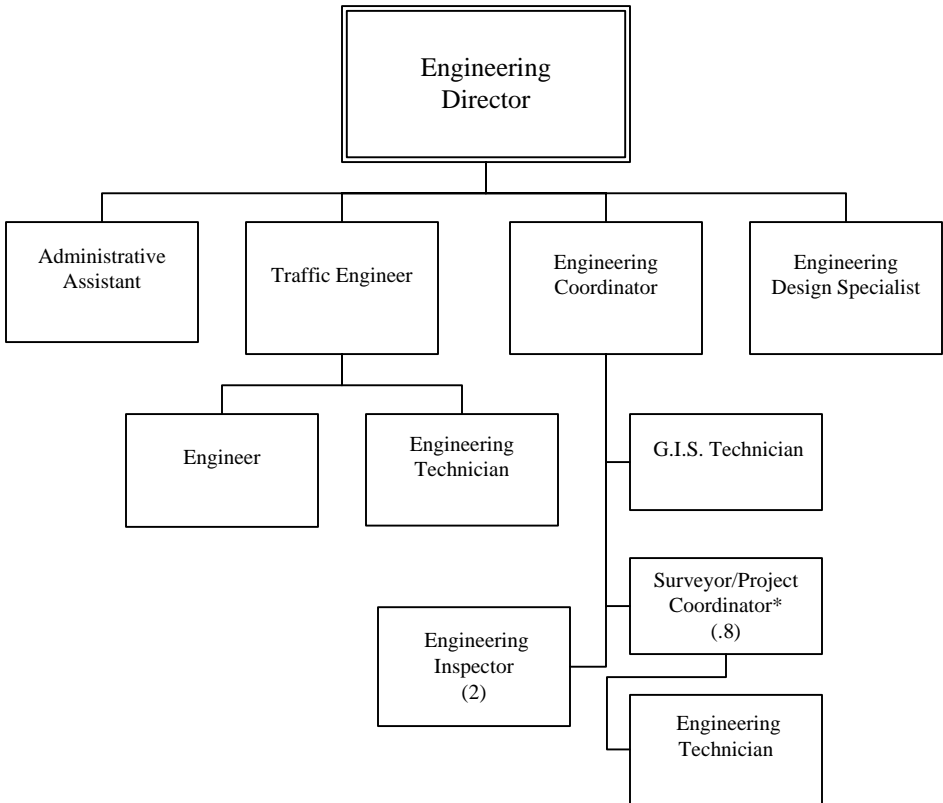 Engineering
Director
Administrative
Assistant
Traffic Engineer
Engineering
Coordinator
Engineering
Design Specialist
Engineer
Engineering
Technician
G.I.S. Technician
Surveyor/Project
Coordinator*
(.8)
Engineering
Inspector
(2)
Engineering
Technician